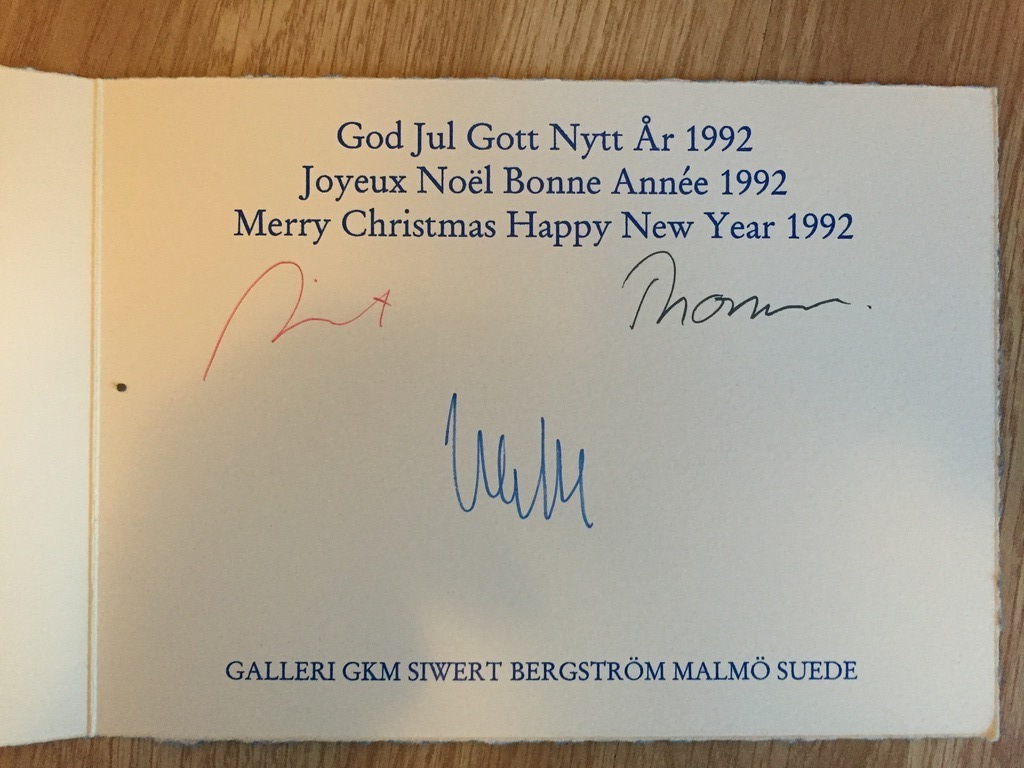 God Jul Gott Nytt År 1992
Joyeux Noël Bonne Année 1992
Merry Christmas Happy New Year 1992
Thomas
GALLERI GKM SIWERT BERGSTRÖM MALMÖ SUEDE